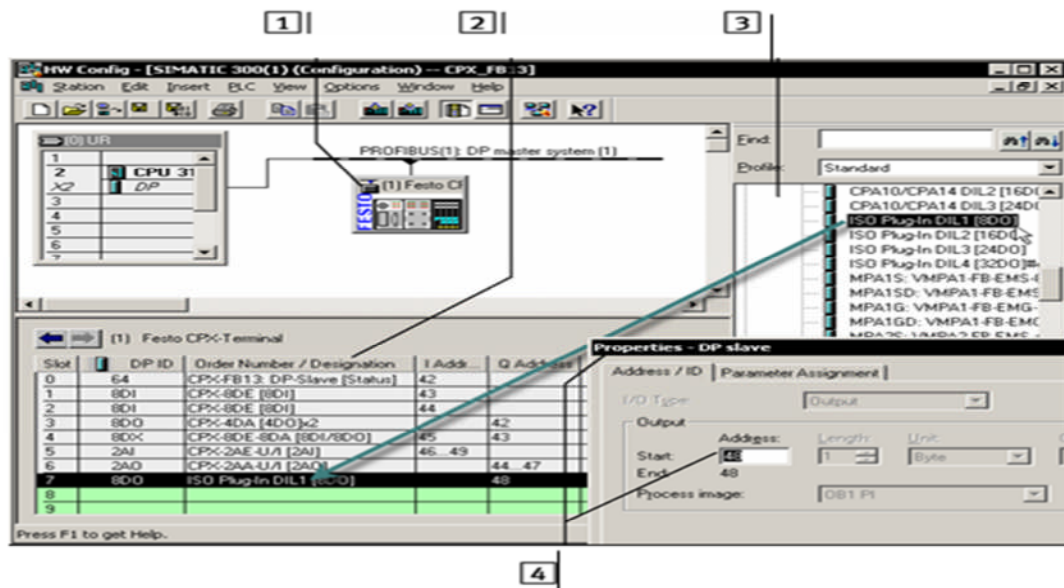 1 2 3
HW Config - [SIMATIC 300(1) (Configuration) -- CPX_FB13]
Station Edit Insert PLC View Options Window Help
(0) UR
1
2 CPU 31
X2 DP
3
4
5
6
7
PROFIBUS(1): DP master system (1)
(1) Festo CP
FESTO
Find:
Profile: Standard
CPA10/CPA14 DIL2 [16DO
CPA10/CPA14 DIL3 [24DO
ISO Plug-In DIL1 [8DO]
ISO Plug-In DIL2 [16DO]
ISO Plug-In DIL3 [24DO]
ISO Plug-In DIL4 [32DO]
MPA1S: VMPA1-FB-EMS-
MPA1SD: VMPA1-FB-EMS
MPA1G: VMPA1-FB-EMG-
MPA1GD: VMPA1-FB-EMG
(1) Festo CPX-Terminal
Slot DP ID Order Number / Designation I Addr... Q Address
0 64 CPX-FB13: DP-Slave [Status] 42
1 8DI CPX-8DE [8DI] 43
2 8DI CPX-8DE [8DI] 44
3 8DO CPX-4DA [4DO]x2 42
4 8DX CPX-8DE-8DA [8DI/8DO] 45 43
5 2AI CPX-2AE-U/I [2AI] 46...49
6 2AO CPX-2AA-U/I [2AO] 44...47
7 8DO ISO Plug-In DIL1 [8DO] 48
8
9
Press F1 to get Help.
Properties - DP slave
Address / ID Parameter Assignment
I/O Type: Output
Output
Address: Length: Unit:
Start: 48 1 Byte
End: 48
Process image: OB1 PI
4